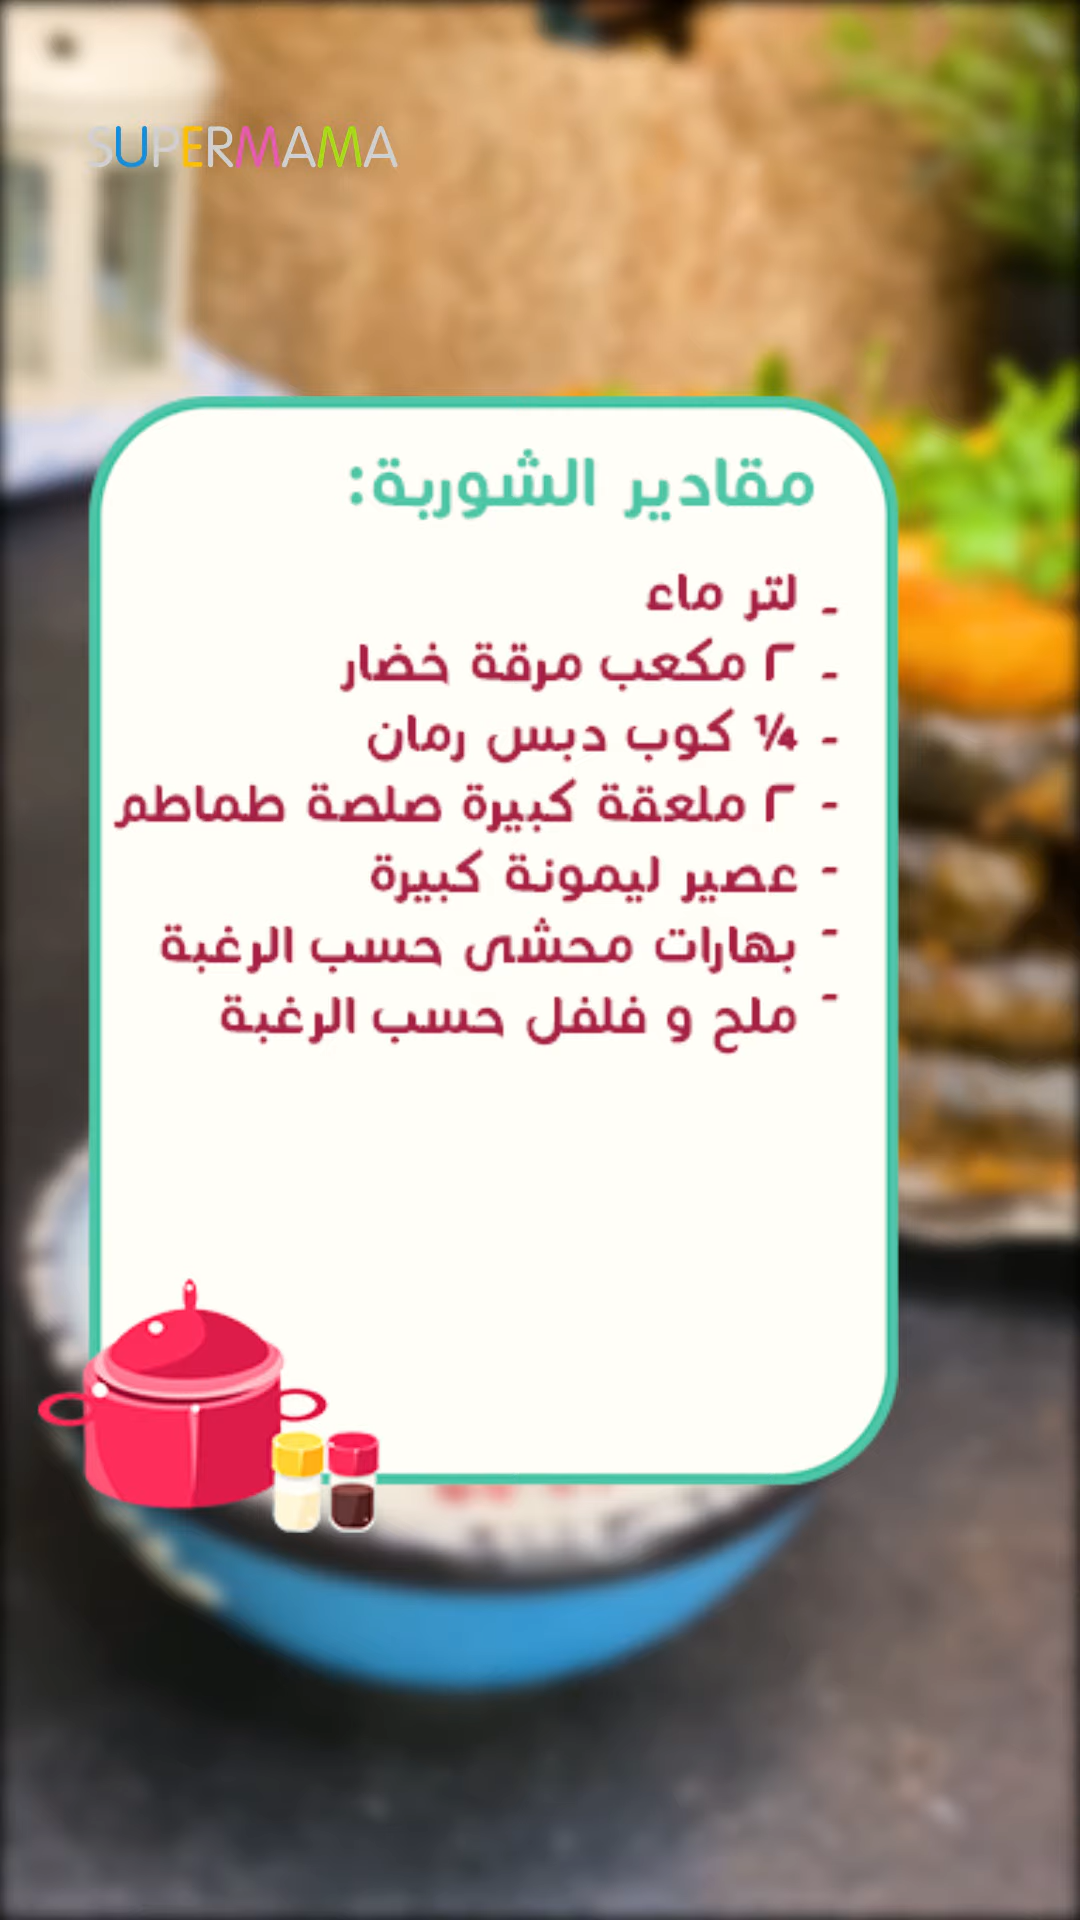 SUPERMAMA
مقادير الشوربة:
- لتر ماء
- ٢ مكعب مرقة خضار
- ¼ كوب دبس رمان
- ٢ ملعقة كبيرة صلصة طماطم
- عصير ليمونة كبيرة
- بهارات محشى حسب الرغبة
- ملح و فلفل حسب الرغبة